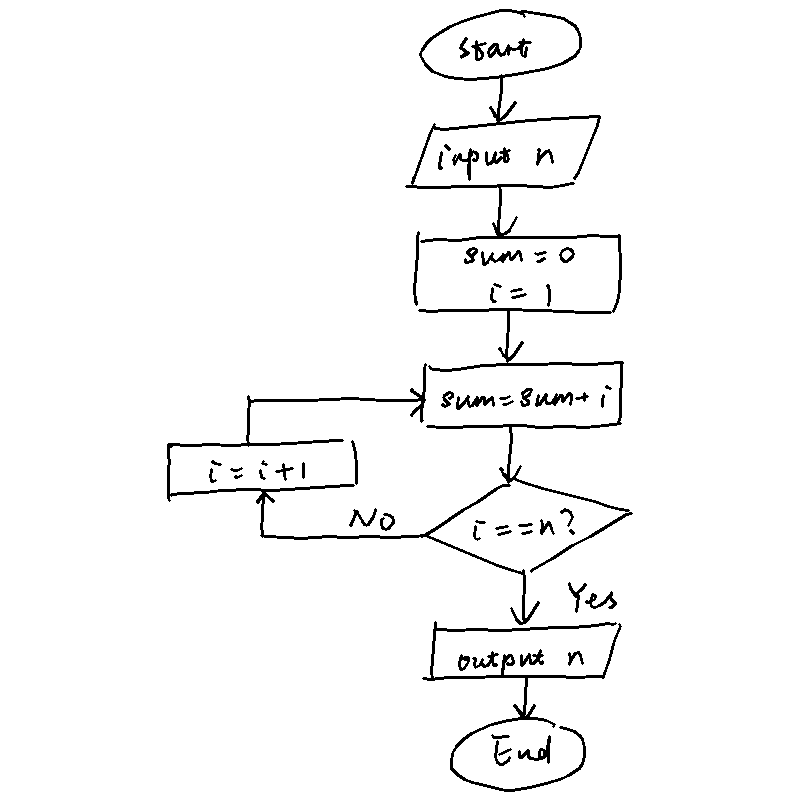 start
input n
sum = 0
i = 1
sum = sum + i
i = i + 1
No
i == n?
Yes
output n
End